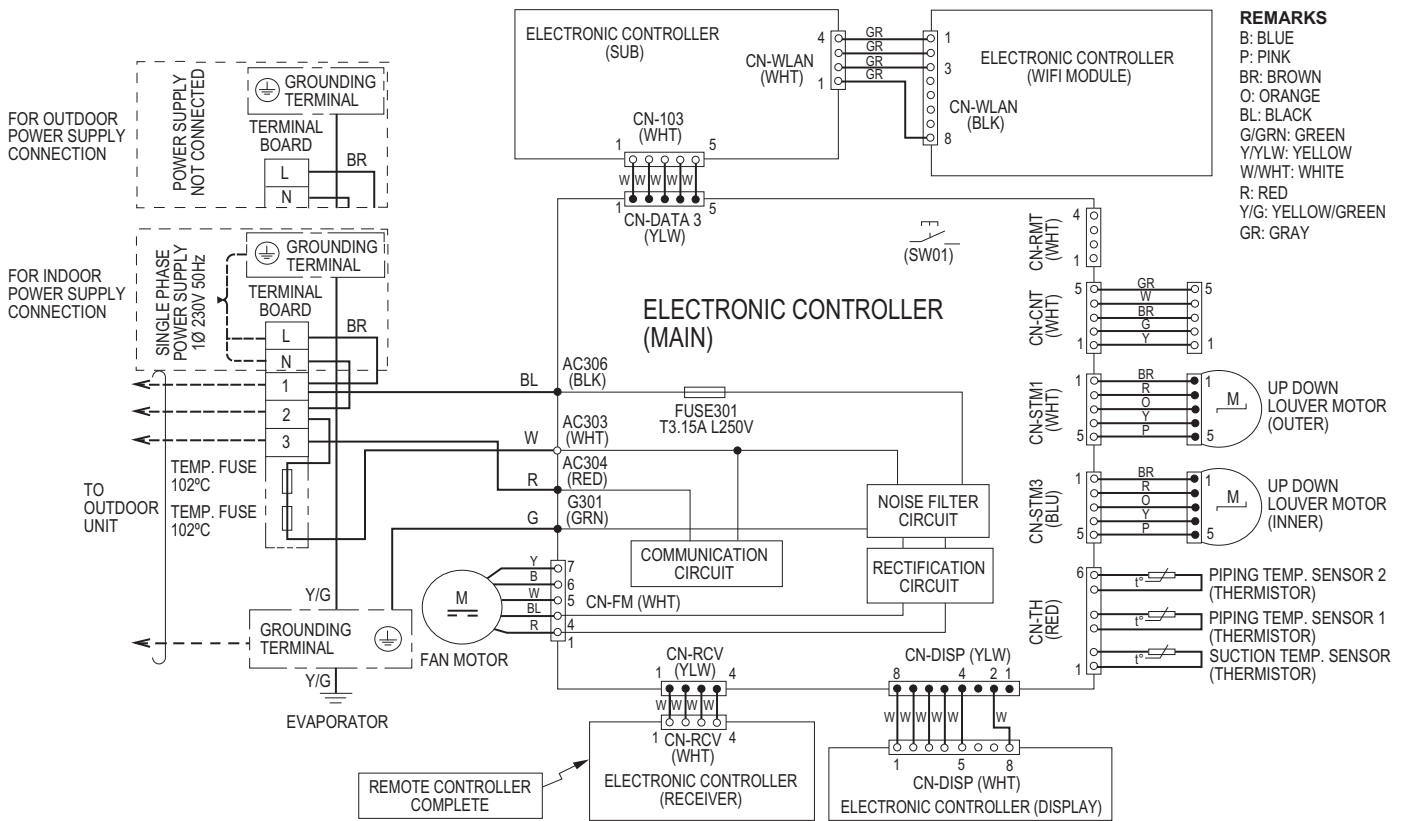 REMARKS
B: BLUE
P: PINK
BR: BROWN
O: ORANGE
BL: BLACK
G/GRN: GREEN
Y/YLW: YELLOW
W/WHT: WHITE
R: RED
Y/G: YELLOW/GREEN
GR: GRAY
ELECTRONIC CONTROLLER
(SUB)
CN-WLAN
(WHT)
4
1
GR
GR
GR
GR
1
3
8
ELECTRONIC CONTROLLER
(WIFI MODULE)
CN-WLAN
(BLK)
CN-103
(WHT)
1
5
W W W W W
1
5
CN-DATA 3
(YLW)
FOR OUTDOOR
POWER SUPPLY
CONNECTION
POWER SUPPLY
NOT CONNECTED
GROUNDING
TERMINAL
TERMINAL
BOARD
L
N
BR
FOR INDOOR
POWER SUPPLY
CONNECTION
SINGLE PHASE
POWER SUPPLY
1Ø 230V 50Hz
GROUNDING
TERMINAL
TERMINAL
BOARD
L
N
1
2
3
BR
TEMP. FUSE
102ºC
TEMP. FUSE
102ºC
TO
OUTDOOR
UNIT
Y/G
GROUNDING
TERMINAL
Y/G
EVAPORATOR
(SW01)
ELECTRONIC CONTROLLER
(MAIN)
BL
AC306
(BLK)
FUSE301
T3.15A L250V
W
AC303
(WHT)
R
AC304
(RED)
G
G301
(GRN)
NOISE FILTER
CIRCUIT
COMMUNICATION
CIRCUIT
RECTIFICATION
CIRCUIT
M
FAN MOTOR
Y
B
W
BL
R
7
6
5
4
1
CN-FM (WHT)
4
1
CN-RMT
(WHT)
5
1
CN-CNT
(WHT)
GR
W
BR
G
Y
5
1
1
5
CN-STM1
(WHT)
BR
R
O
Y
P
1
5
M
UP DOWN
LOUVER MOTOR
(OUTER)
1
5
CN-STM3
(BLU)
BR
R
O
Y
P
1
5
M
UP DOWN
LOUVER MOTOR
(INNER)
6
1
CN-TH
(RED)
t°
PIPING TEMP. SENSOR 2
(THERMISTOR)
t°
PIPING TEMP. SENSOR 1
(THERMISTOR)
t°
SUCTION TEMP. SENSOR
(THERMISTOR)
CN-RCV
(YLW)
1
4
W W W W
1
4
CN-RCV
(WHT)
ELECTRONIC CONTROLLER
(RECEIVER)
REMOTE CONTROLLER
COMPLETE
CN-DISP (YLW)
8 4 2 1
W W W W W W
1 5 8
CN-DISP (WHT)
ELECTRONIC CONTROLLER (DISPLAY)